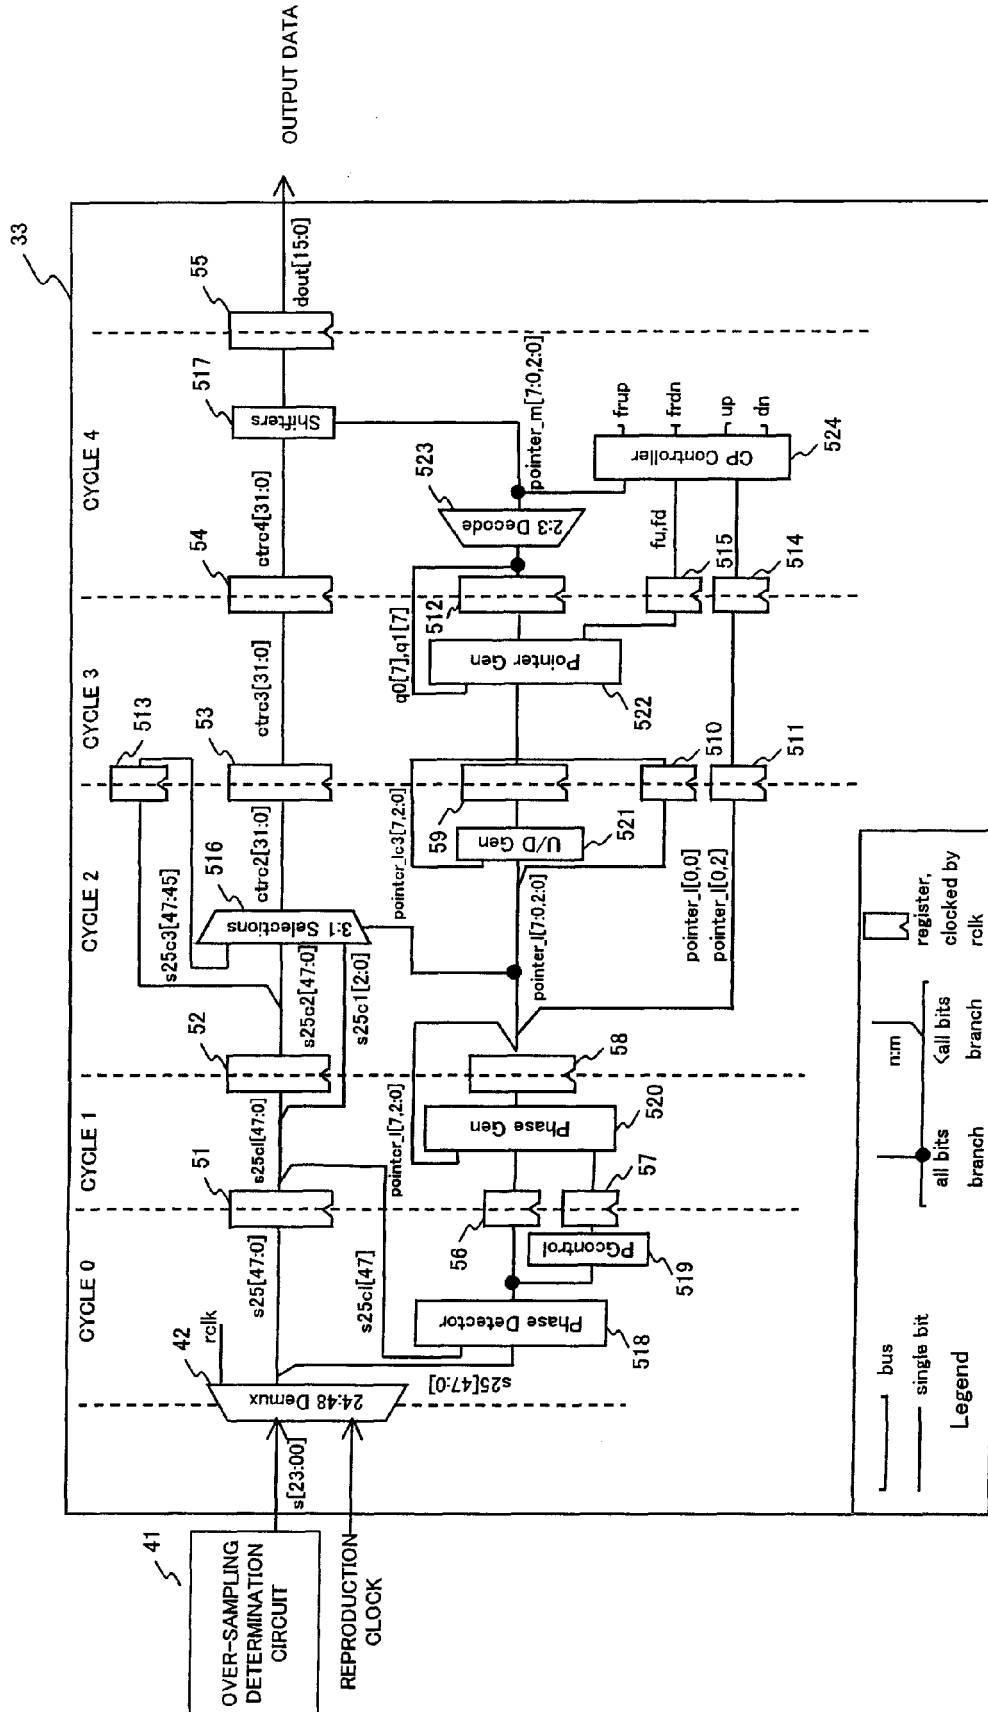 33
CYCLE 0
CYCLE 1
CYCLE 2
CYCLE 3
CYCLE 4
41
OVER-SAMPLING
DETERMINATION
CIRCUIT
REPRODUCTION
CLOCK
s[23:00]
42
rclk
24:48 Demux
s25[47:0]
s25[47:0]
s25cl[47]
Phase Detector
518
PGcontrol
519
51
56
57
s25cl[47:0]
pointer_l[7,2:0]
Phase Gen
520
52
58
s25c3[47:45]
s25c2[47:0]
s25c1[2:0]
3:1 Selections
516
ctrc2[31:0]
pointer_lc3[7,2:0]
pointer_l[7:0,2:0]
U/D Gen
521
pointer_l[0,0]
pointer_l[0,2]
513
53
59
510
511
ctrc3[31:0]
q0[7],q1[7]
Pointer Gen
522
54
512
515
514
ctrc4[31:0]
2:3 Decode
523
fu,fd
Shifters
517
pointer_m[7:0,2:0]
CP Controller
524
frup
frdn
up
dn
55
dout[15:0]
OUTPUT DATA
bus
single bit
Legend
all bits
branch
n:m
<all bits
branch
register,
clocked by
rclk